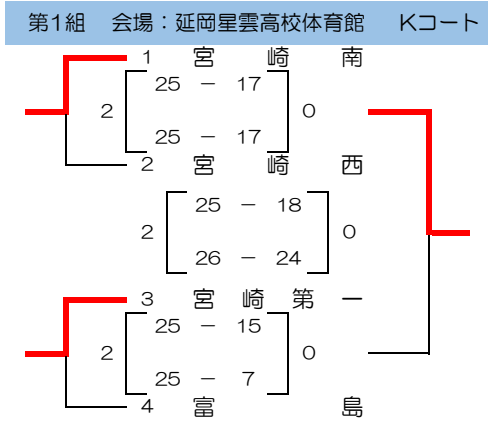 第1組 会場：延岡星雲高校体育館 Kコート
1 宮崎南
25 － 17
2 0
25 － 17
2 宮崎西
25 － 18
2 0
26 － 24
3 宮崎第一
25 － 15
2 0
25 － 7
4 富島